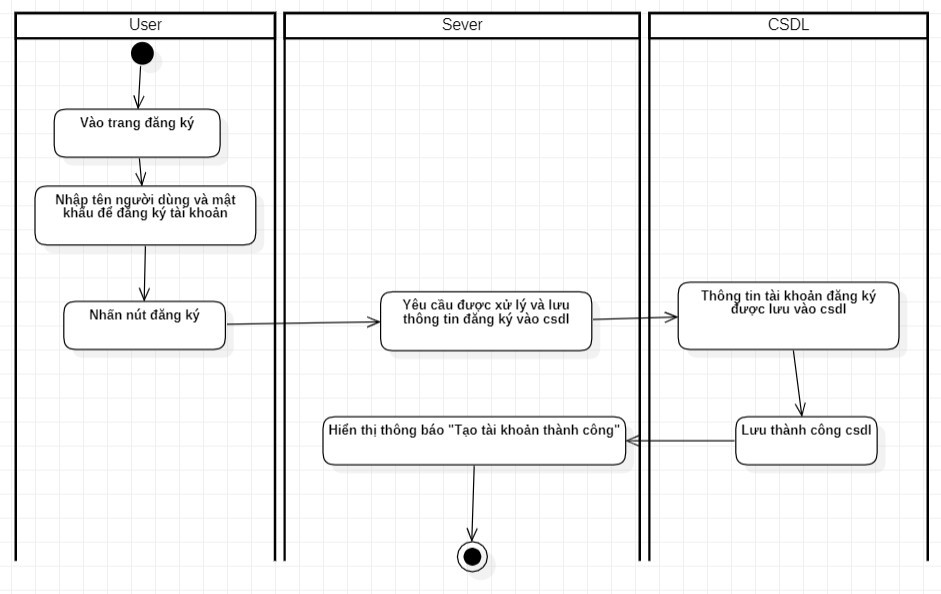 User
Sever
CSDL
Vào trang đăng ký
Nhập tên người dùng và mật
khẩu để đăng ký tài khoản
Nhấn nút đăng ký
Yêu cầu được xử lý và lưu
thông tin đăng ký vào csdl
Thông tin tài khoản đăng ký
được lưu vào csdl
Hiển thị thông báo "Tạo tài khoản thành công"
Lưu thành công csdl